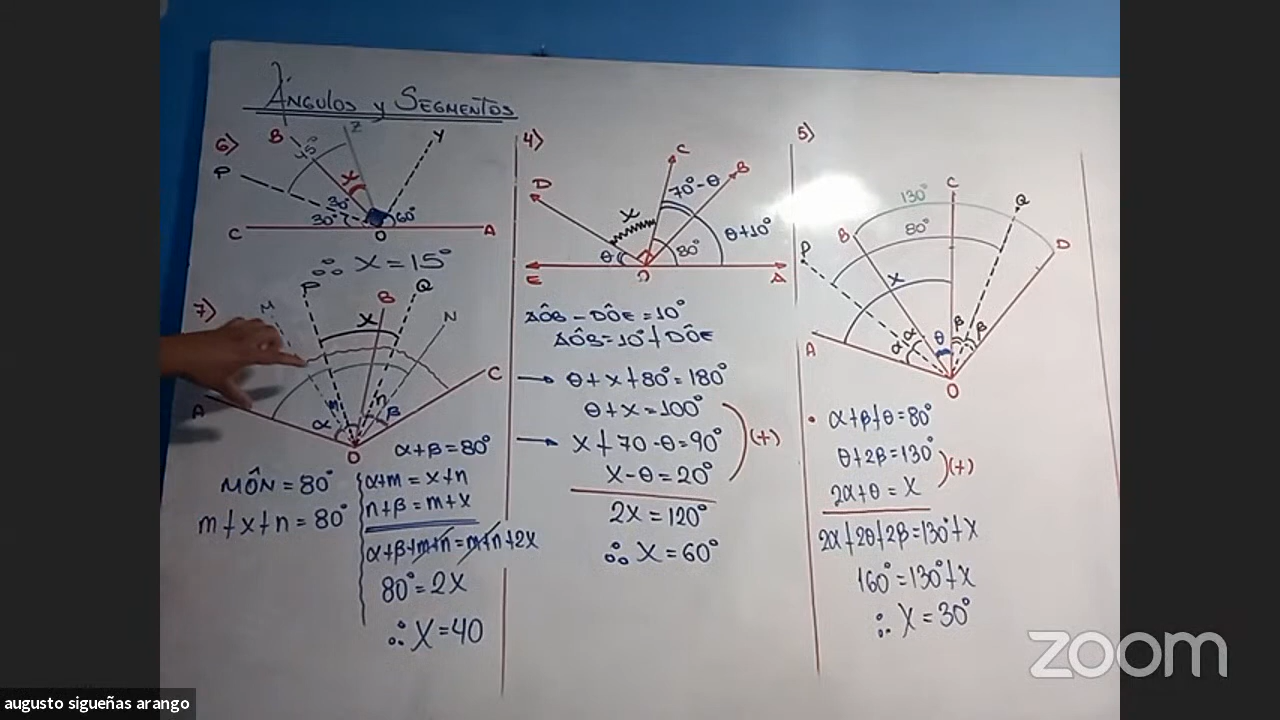 Ángulos y Segmentos
6)
B
Z
Y
P
45°
X
30°
30°
60°
C
O
A
∴ X = 15°
7)
M
P
B
Q
N
X
C
A
m
n
α
β
O
α+β=80°
MÔN = 80°
m+x+n = 80°
α+m = x+n
n+β = m+x
α+β+m+n = m+n+2X
80° = 2X
∴ X = 40
4)
C
B
D
70°-θ
X
θ+10°
θ
80°
E
O
A
AÔB - DÔE = 10°
AÔB = 10° + DÔE
→ θ + x + 80° = 180°
θ + x = 100°
→ X + 70 - θ = 90°
(+)
X - θ = 20°
2X = 120°
∴ X = 60°
5)
C
130°
Q
B
80°
D
P
X
A
α
α
θ
β
β
O
• α+β+θ = 80°
θ+2β = 130°
(+)
2α+θ = X
2α+2θ+2β = 130°+X
160° = 130°+X
∴ X = 30°
zoom
augusto sigueñas arango